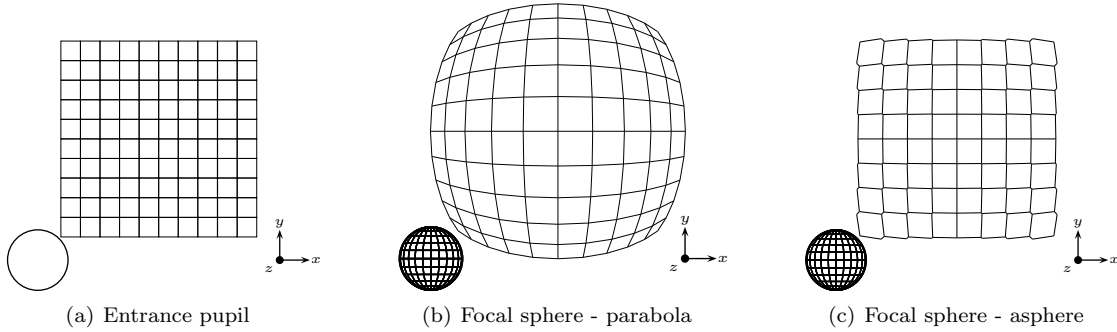 y
z x
y
z x
y
z x
(a) Entrance pupil
(b) Focal sphere - parabola
(c) Focal sphere - asphere